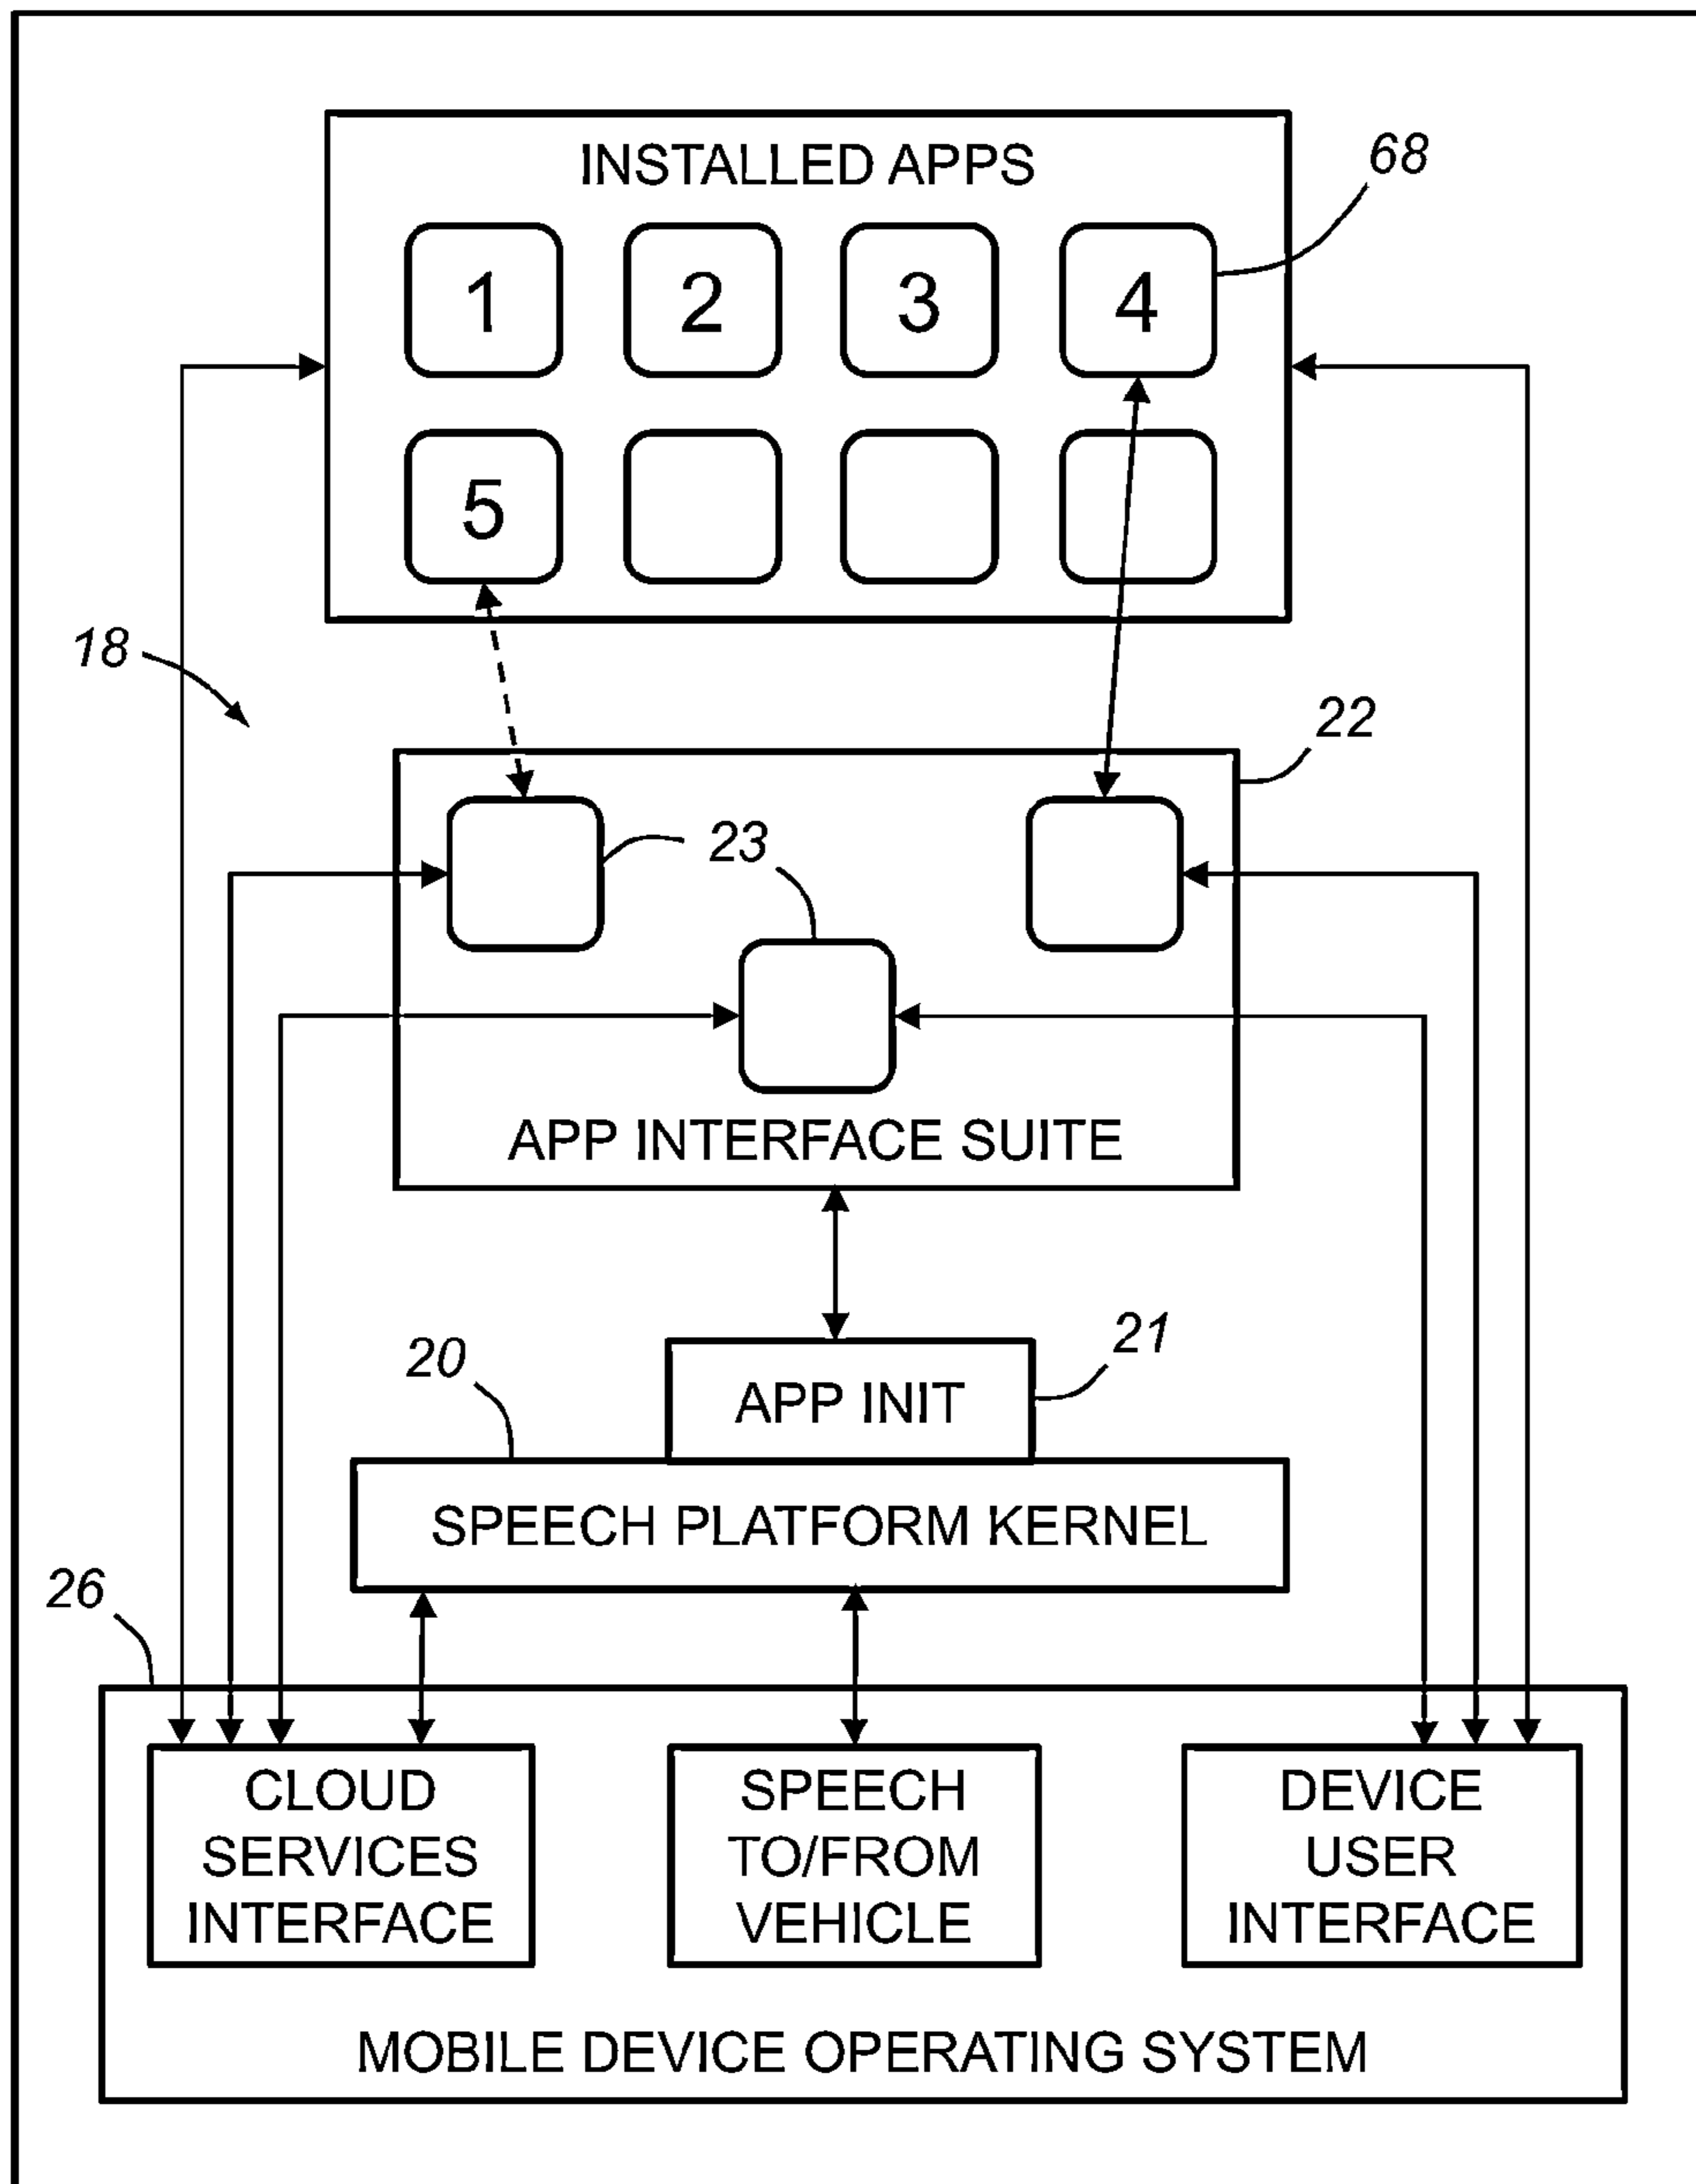 INSTALLED APPS
68
1 2 3 4
5
18
22
23
APP INTERFACE SUITE
20
21
APP INIT
SPEECH PLATFORM KERNEL
26
CLOUD
SERVICES
INTERFACE
SPEECH
TO/FROM
VEHICLE
DEVICE
USER
INTERFACE
MOBILE DEVICE OPERATING SYSTEM